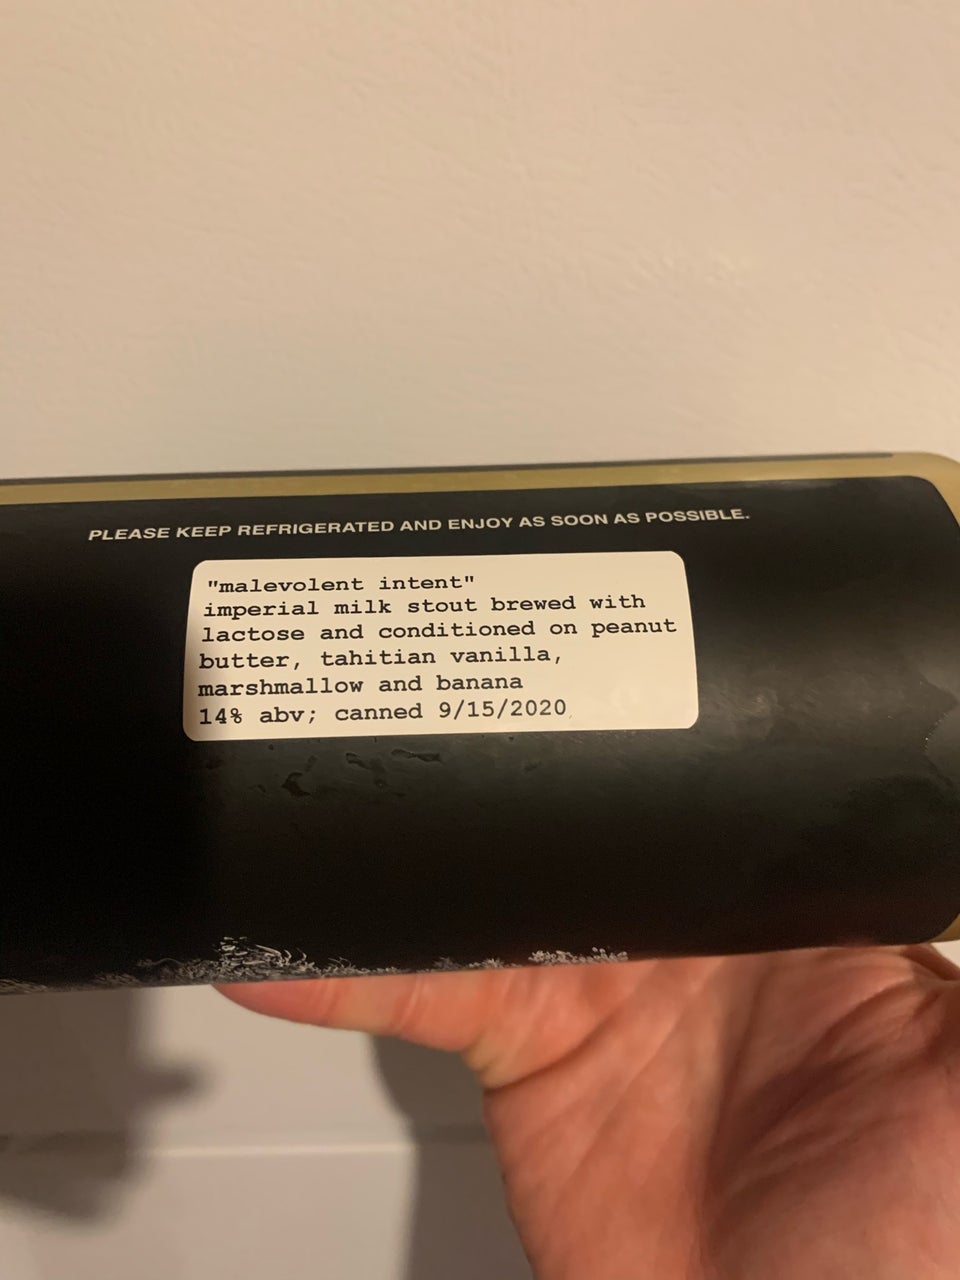 PLEASE KEEP REFRIGERATED AND ENJOY AS SOON AS POSSIBLE.
"malevolent intent"
imperial milk stout brewed with
lactose and conditioned on peanut
butter, tahitian vanilla,
marshmallow and banana
14% abv; canned 9/15/2020